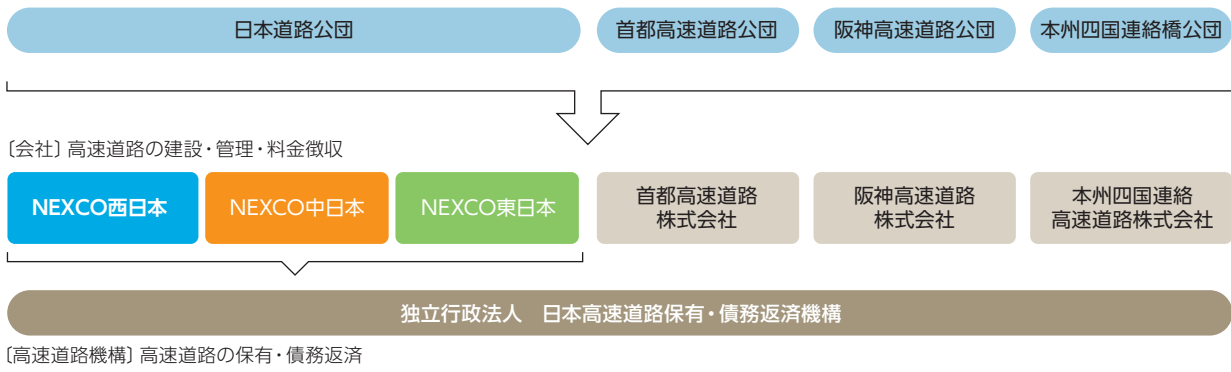 日本道路公団
首都高速道路公団
阪神高速道路公団
本州四国連絡橋公団
〔会社〕高速道路の建設・管理・料金徴収
NEXCO西日本
NEXCO中日本
NEXCO東日本
首都高速道路
株式会社
阪神高速道路
株式会社
本州四国連絡
高速道路株式会社
独立行政法人　日本高速道路保有・債務返済機構
〔高速道路機構〕高速道路の保有・債務返済